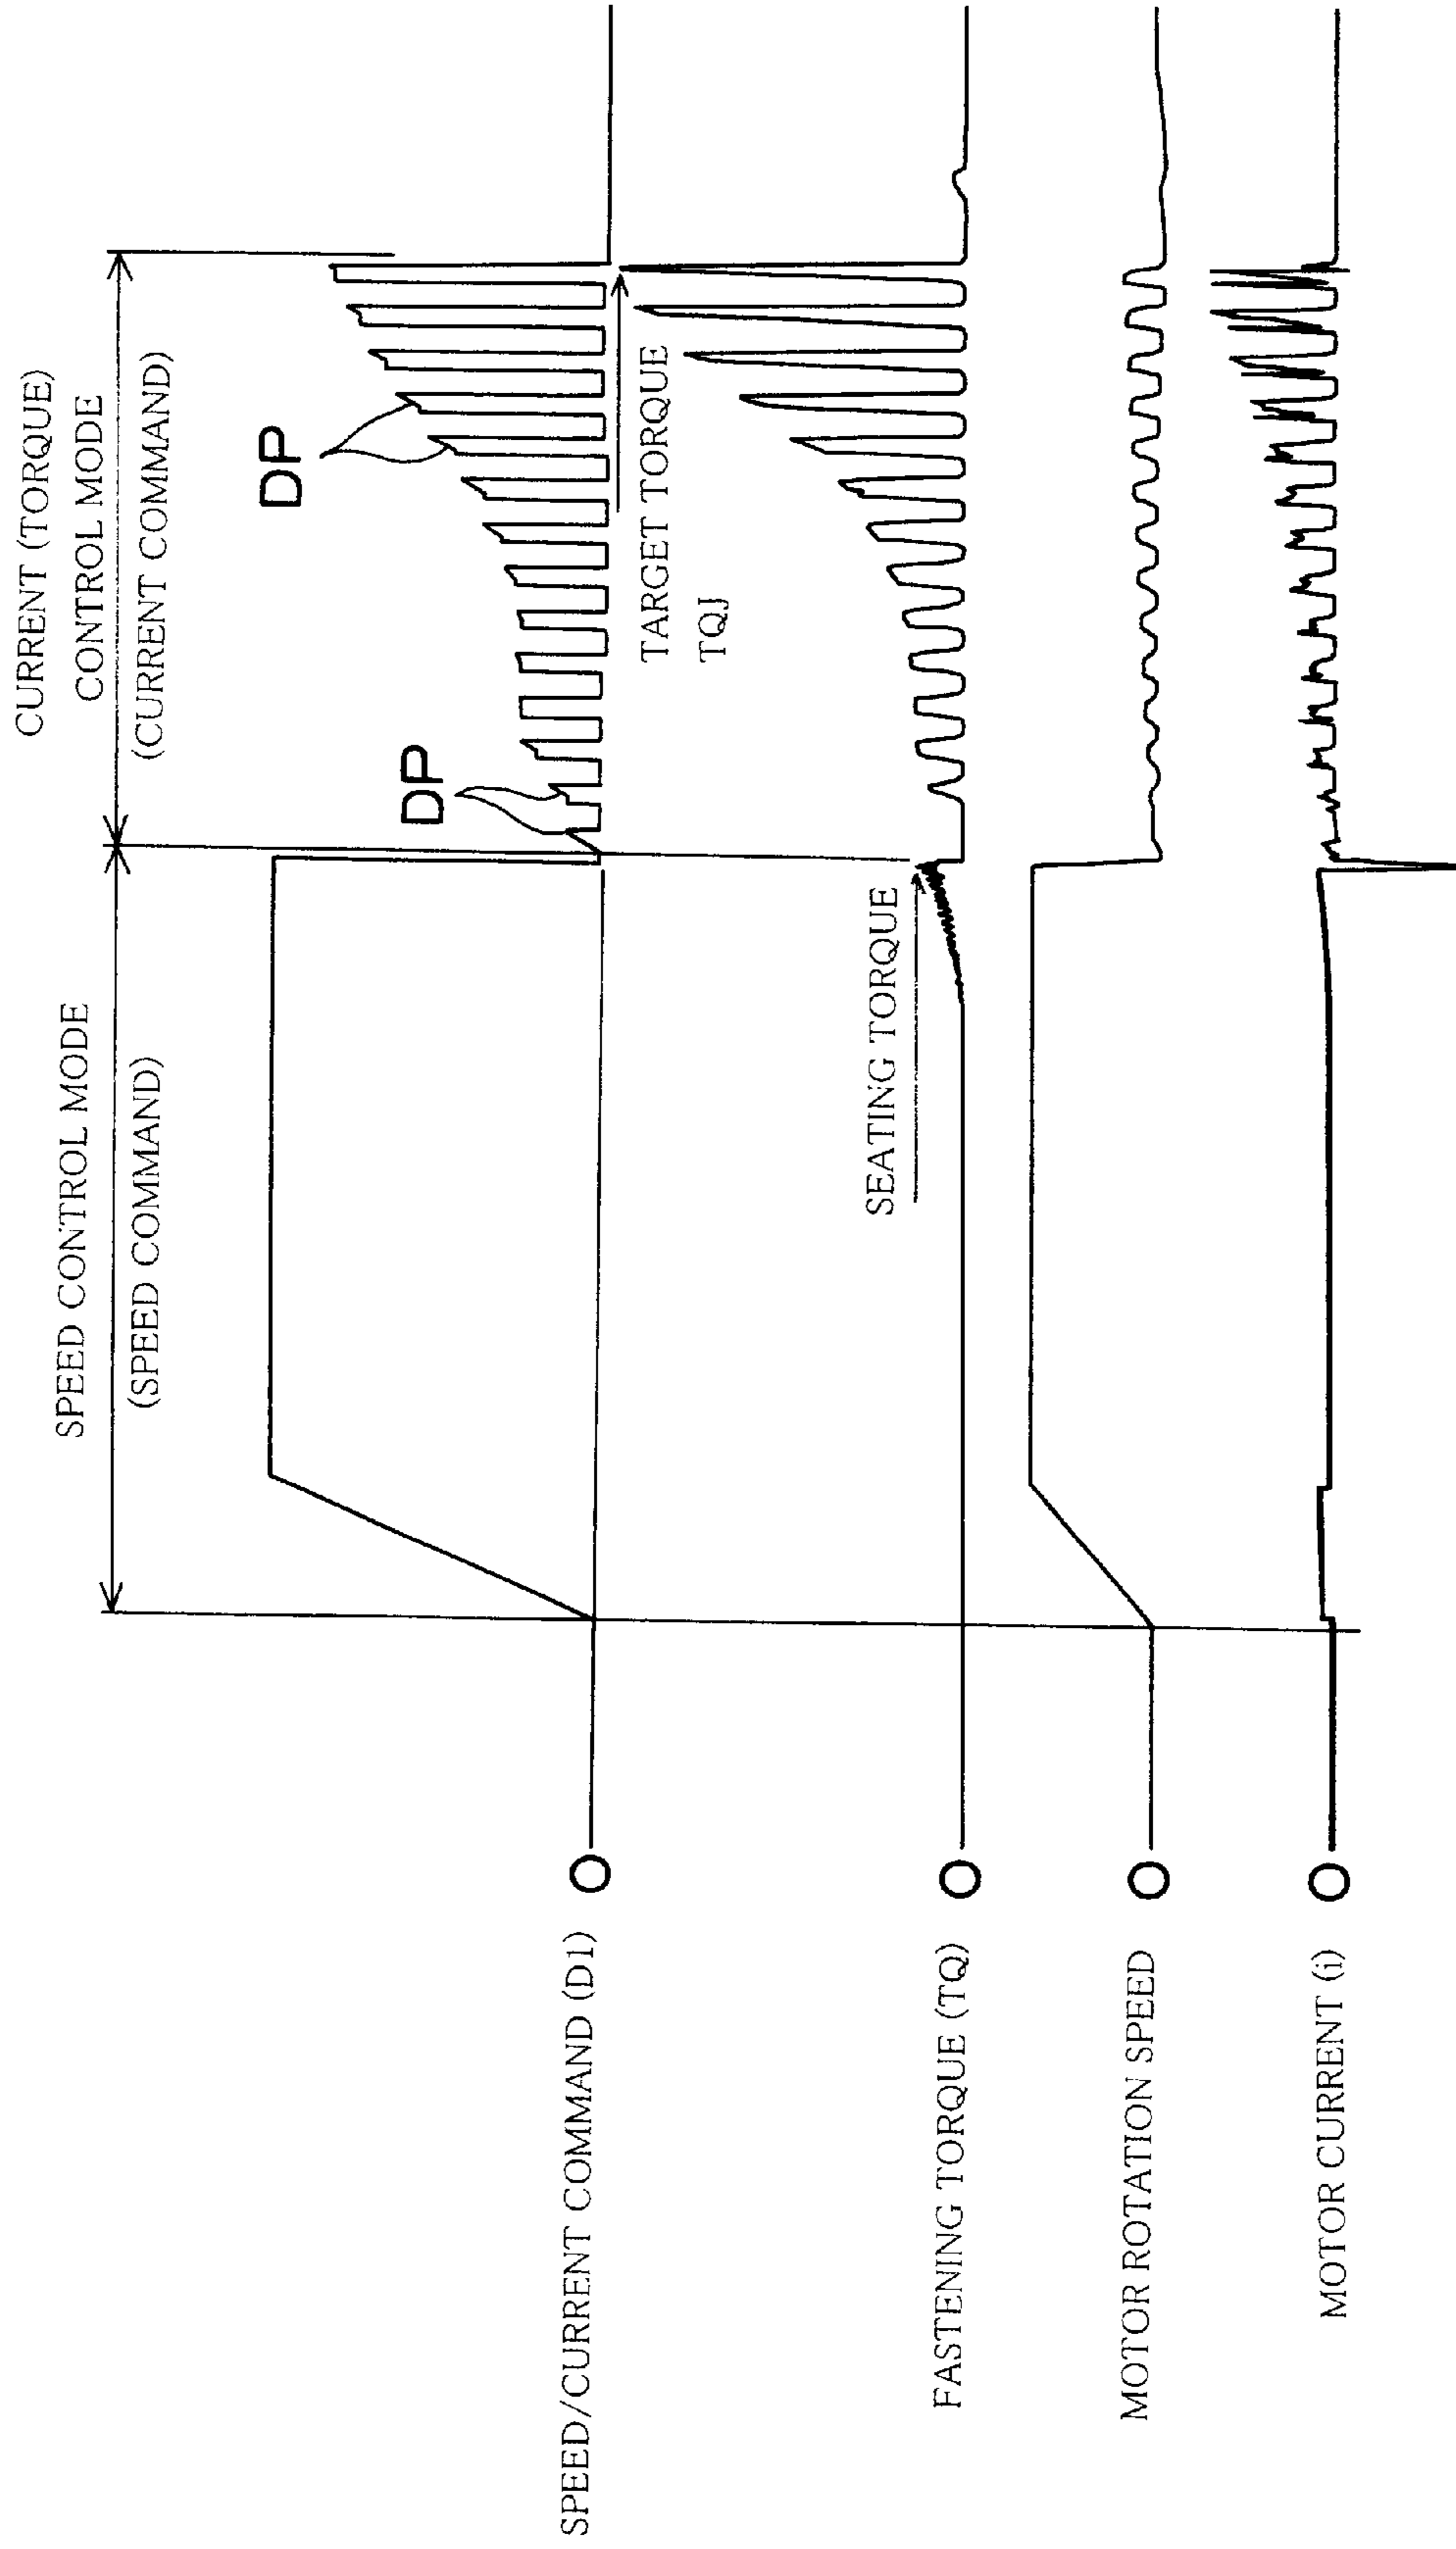 SPEED CONTROL MODE
(SPEED COMMAND)
CURRENT (TORQUE)
CONTROL MODE
(CURRENT COMMAND)
DP
DP
SPEED/CURRENT COMMAND (D1)
O
TARGET TORQUE
TQJ
SEATING TORQUE
FASTENING TORQUE (TQ)
O
MOTOR ROTATION SPEED
O
MOTOR CURRENT (i)
O